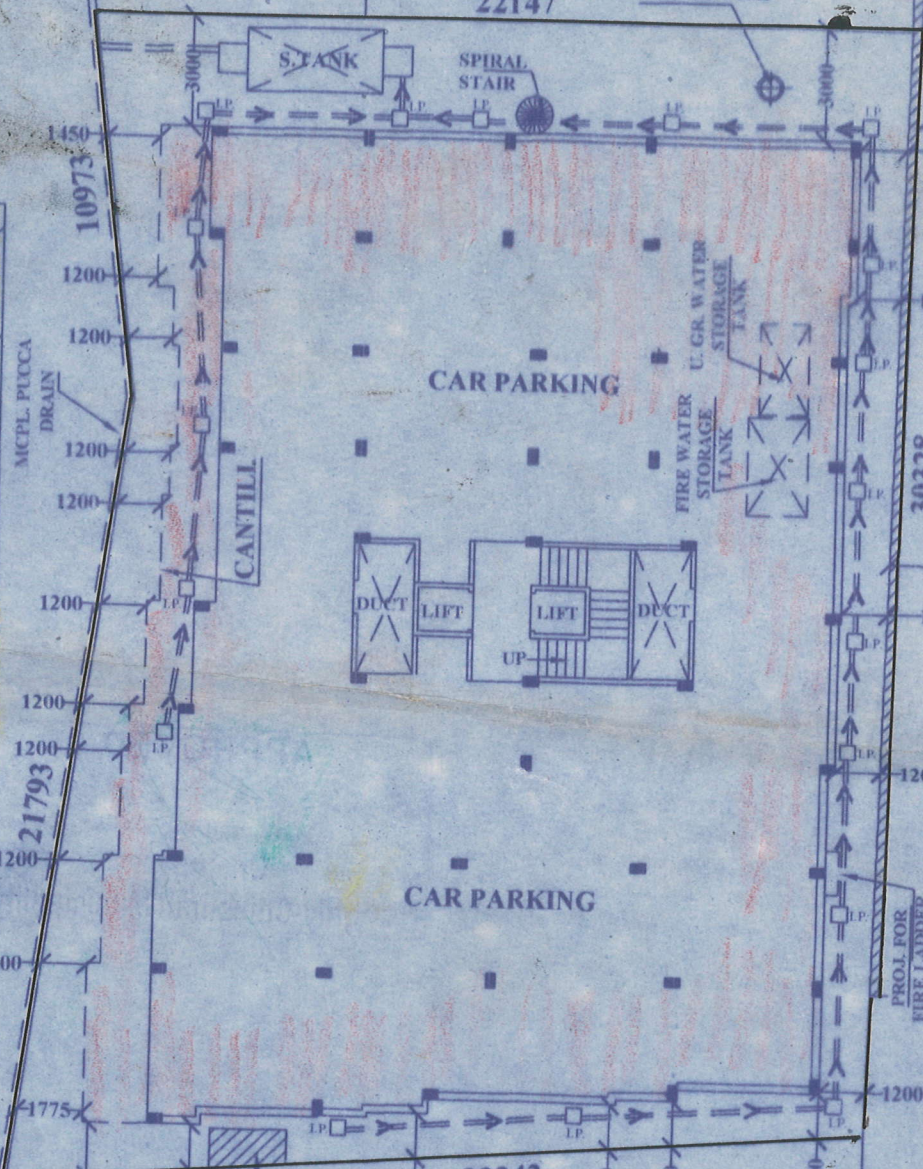 22147
S.TANK
SPIRAL
STAIR
3000
3000
I.P.
I.P.
I.P.
I.P.
I.P.
1450
10973
1200
I.P.
U. GR. WATER
STORAGE
TANK
1200
MCPL. PUCCA
DRAIN
I.P.
CAR PARKING
FIRE WATER
STORAGE
TANK
1200
1200
I.P.
CANTILL
DUCT
LIFT
LIFT
DUCT
1200
I.P.
UP
I.P.
1200
1200
I.P.
I.P.
21793
1200
CAR PARKING
I.P.
PROJ. FOR
FIRE LADDER
1775
I.P.
I.P.
I.P.
1200